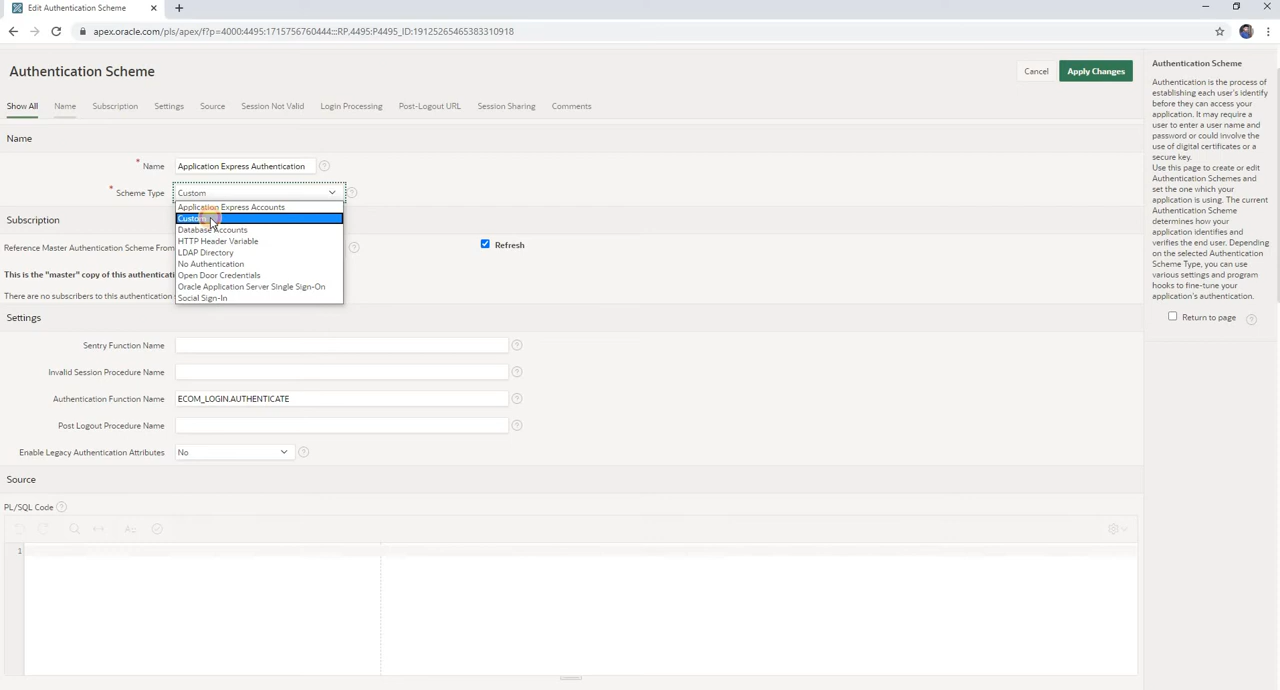 Edit Authentication Scheme
apex.oracle.com/pls/apex/f?p=4000:4495:1715756760444:::RP,4495:P4495_ID:19125265465383310918
Authentication Scheme
Cancel
Apply Changes
Show All
Name
Subscription
Settings
Source
Session Not Valid
Login Processing
Post-Logout URL
Session Sharing
Comments
Name
* Name
Application Express Authentication
* Scheme Type
Custom
Application Express Accounts
Custom
Database Accounts
HTTP Header Variable
LDAP Directory
No Authentication
Open Door Credentials
Oracle Application Server Single Sign-On
Social Sign-In
Subscription
Reference Master Authentication Scheme From
Refresh
This is the "master" copy of this authenticati
There are no subscribers to this authentication
Settings
Sentry Function Name
Invalid Session Procedure Name
Authentication Function Name
ECOM_LOGIN.AUTHENTICATE
Post Logout Procedure Name
Enable Legacy Authentication Attributes
No
Source
PL/SQL Code
1
Authentication Scheme
Authentication is the process of
establishing each user's identify
before they can access your
application. It may require a
user to enter a user name and
password or could involve the
use of digital certificates or a
secure key.
Use this page to create or edit
Authentication Schemes and
set the one which your
application is using. The current
Authentication Scheme
determines how your
application identifies and
verifies the end user. Depending
on the selected Authentication
Scheme Type, you can use
various settings and program
hooks to fine-tune your
application's authentication.
Return to page